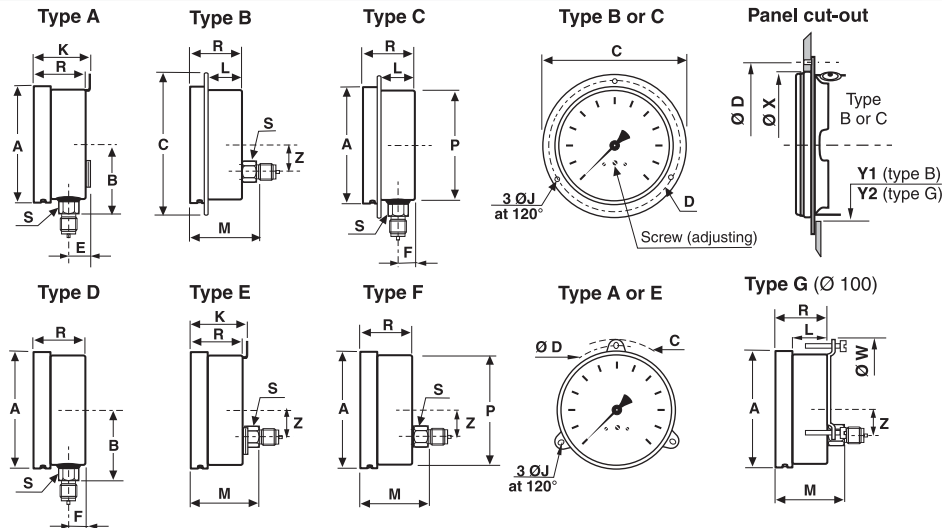 Type A
K
R
A
B
S
E
Type B
R
L
C
S
Z
M
Type C
R
L
A
P
S
F
Type B or C
C
3 ØJ
at 120°
D
Screw (adjusting)
Panel cut-out
Ø D
Ø X
Type
B or C
Y1 (type B)
Y2 (type G)
Type D
R
A
B
S
F
Type E
K
R
A
S
Z
M
Type F
R
A
S
Z
P
M
Type A or E
Ø D
C
3 ØJ
at 120°
Type G (Ø 100)
R
L
A
Ø W
Z
M